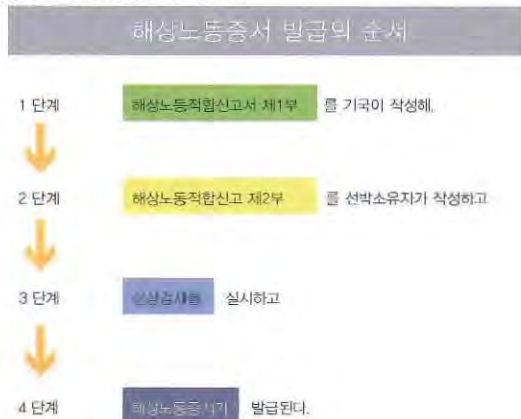 해상노동증서 발급의 순서
1 단계 해상노동적합신고서 제1부 를 기국이 작성해,
2 단계 해상노동적합신고 제2부 를 선박소유자가 작성하고
3 단계 선상검사를 실시하고
4 단계 해상노동증서가 발급된다.